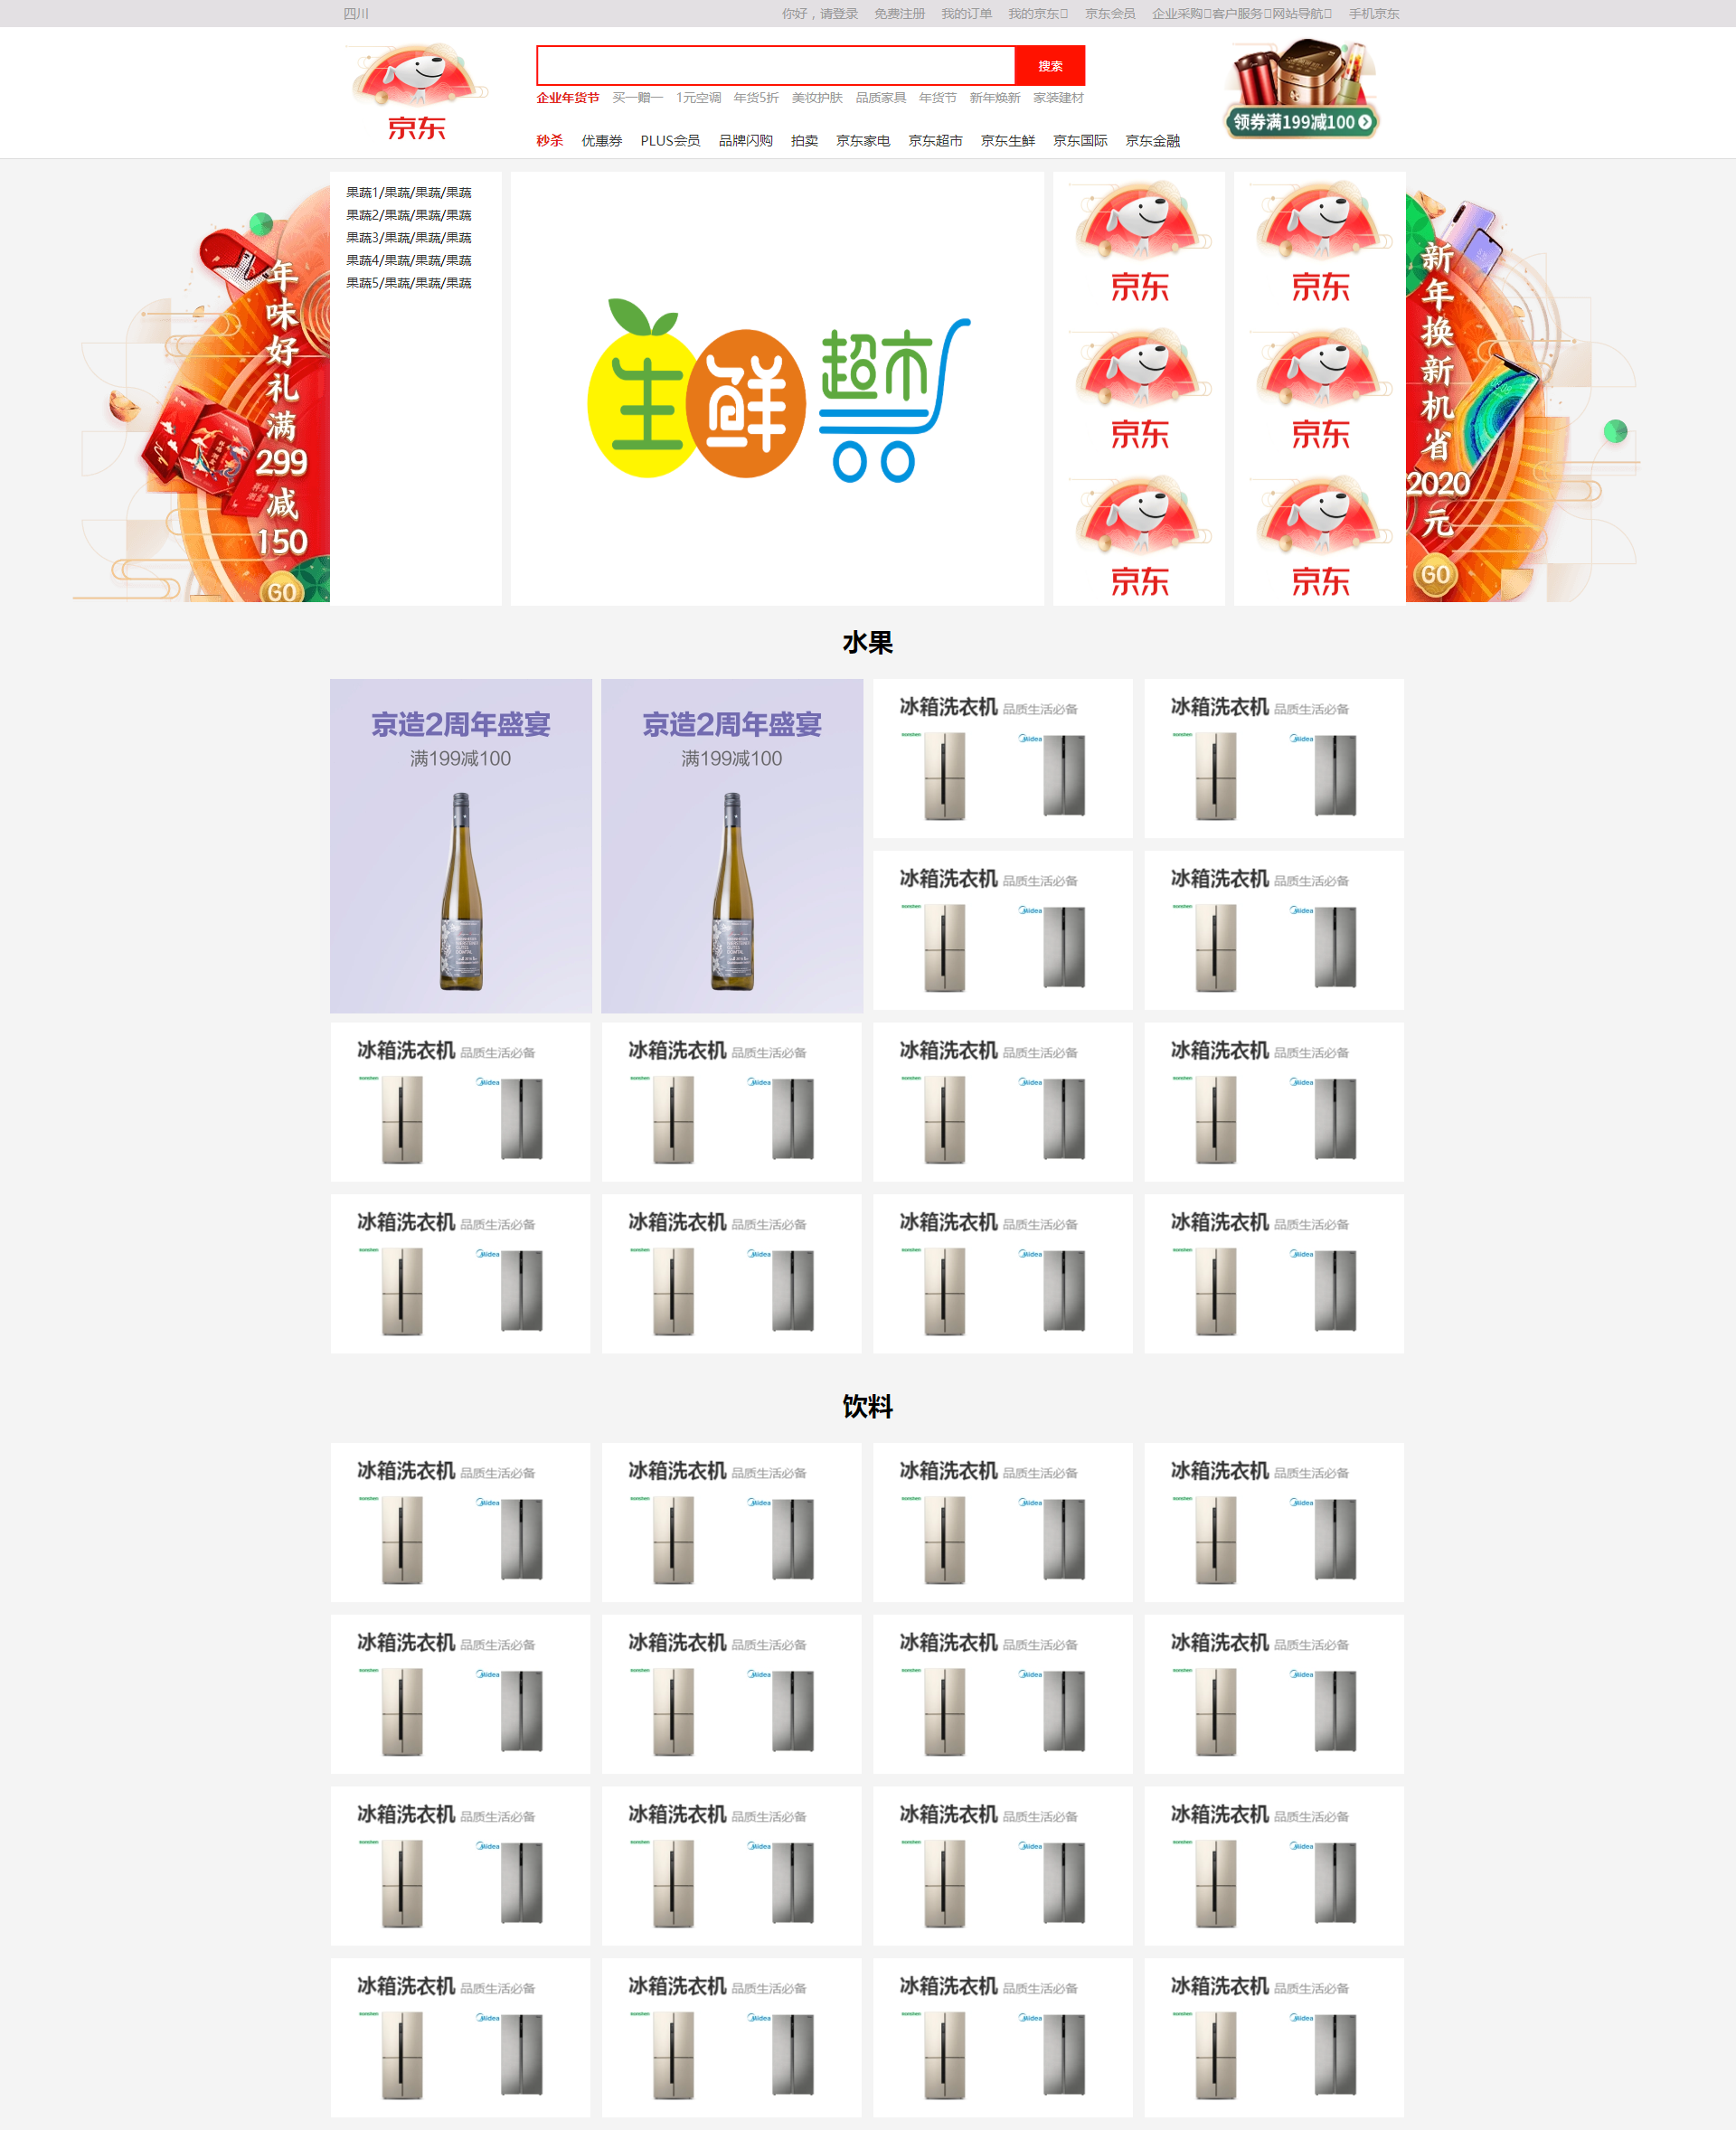 四川
你好，请登录 免费注册 我的订单 我的京东 京东会员 企业采购 客户服务 网站导航 手机京东
京东
搜索
企业年货节 买一赠一 1元空调 年货5折 美妆护肤 品质家具 年货节 新年焕新 家装建材
秒杀 优惠券 PLUS会员 品牌闪购 拍卖 京东家电 京东超市 京东生鲜 京东国际 京东金融
领券满199减100
年味好礼满299减150
GO
果蔬1/果蔬/果蔬/果蔬
果蔬2/果蔬/果蔬/果蔬
果蔬3/果蔬/果蔬/果蔬
果蔬4/果蔬/果蔬/果蔬
果蔬5/果蔬/果蔬/果蔬
生鲜超市
京东 京东
京东 京东
京东 京东
新年换新机省2020元
GO
水果
京造2周年盛宴
满199减100
京造2周年盛宴
满199减100
冰箱洗衣机 品质生活必备
Midea
冰箱洗衣机 品质生活必备
Midea
冰箱洗衣机 品质生活必备
Midea
冰箱洗衣机 品质生活必备
Midea
冰箱洗衣机 品质生活必备
Midea
冰箱洗衣机 品质生活必备
Midea
冰箱洗衣机 品质生活必备
Midea
冰箱洗衣机 品质生活必备
Midea
冰箱洗衣机 品质生活必备
Midea
冰箱洗衣机 品质生活必备
Midea
冰箱洗衣机 品质生活必备
Midea
冰箱洗衣机 品质生活必备
Midea
饮料
冰箱洗衣机 品质生活必备
Midea
冰箱洗衣机 品质生活必备
Midea
冰箱洗衣机 品质生活必备
Midea
冰箱洗衣机 品质生活必备
Midea
冰箱洗衣机 品质生活必备
Midea
冰箱洗衣机 品质生活必备
Midea
冰箱洗衣机 品质生活必备
Midea
冰箱洗衣机 品质生活必备
Midea
冰箱洗衣机 品质生活必备
Midea
冰箱洗衣机 品质生活必备
Midea
冰箱洗衣机 品质生活必备
Midea
冰箱洗衣机 品质生活必备
Midea
冰箱洗衣机 品质生活必备
Midea
冰箱洗衣机 品质生活必备
Midea
冰箱洗衣机 品质生活必备
Midea
冰箱洗衣机 品质生活必备
Midea